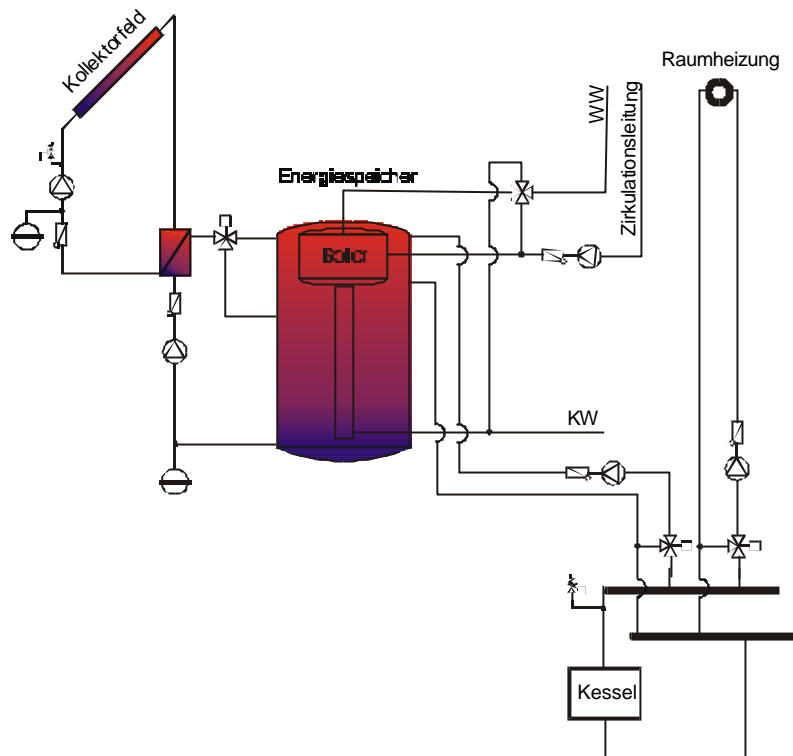 Kollektorfeld
Raumheizung
WW
Zirkulationsleitung
Energiespeicher
Boiler
KW
Kessel